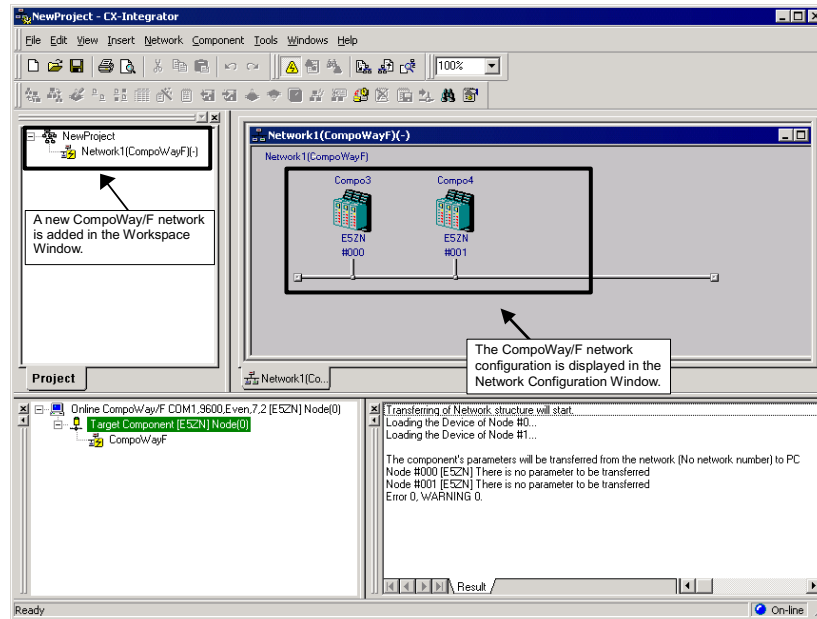 NewProject - CX-Integrator
File Edit View Insert Network Component Tools Windows Help
100%
NewProject
Network1(CompoWayF)(-)
A new CompoWay/F network
is added in the Workspace
Window.
Project
Network1(CompoWayF)(-)
Network1(CompoWayF)
Compo3
Compo4
E5ZN
E5ZN
#000
#001
The CompoWay/F network
configuration is displayed in the
Network Configuration Window.
Network1(Co...
Online CompoWay/F COM1,9600,Even,7,2 [E5ZN] Node(0)
Target Component [E5ZN] Node(0)
CompoWayF
Transferring of Network structure will start.
Loading the Device of Node #0...
Loading the Device of Node #1...
The component's parameters will be transferred from the network (No network number) to PC
Node #000 [E5ZN] There is no parameter to be transferred
Node #001 [E5ZN] There is no parameter to be transferred
Error 0, WARNING 0.
Result
Ready
On-line